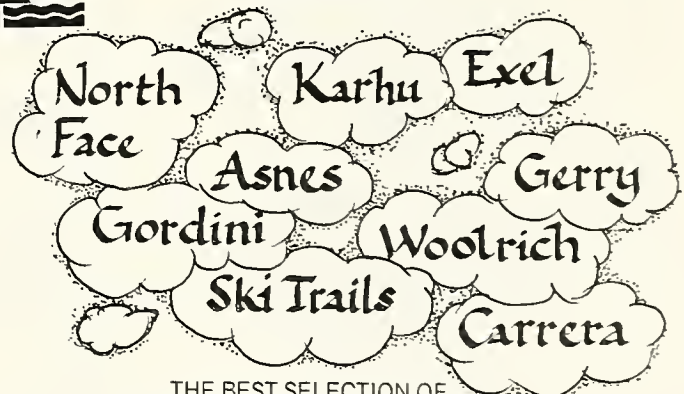 North
Face
Karhu
Exel
Asnes
Gerry
Gordini
Woolrich
Ski Trails
Carrera
THE BEST SELECTION OF